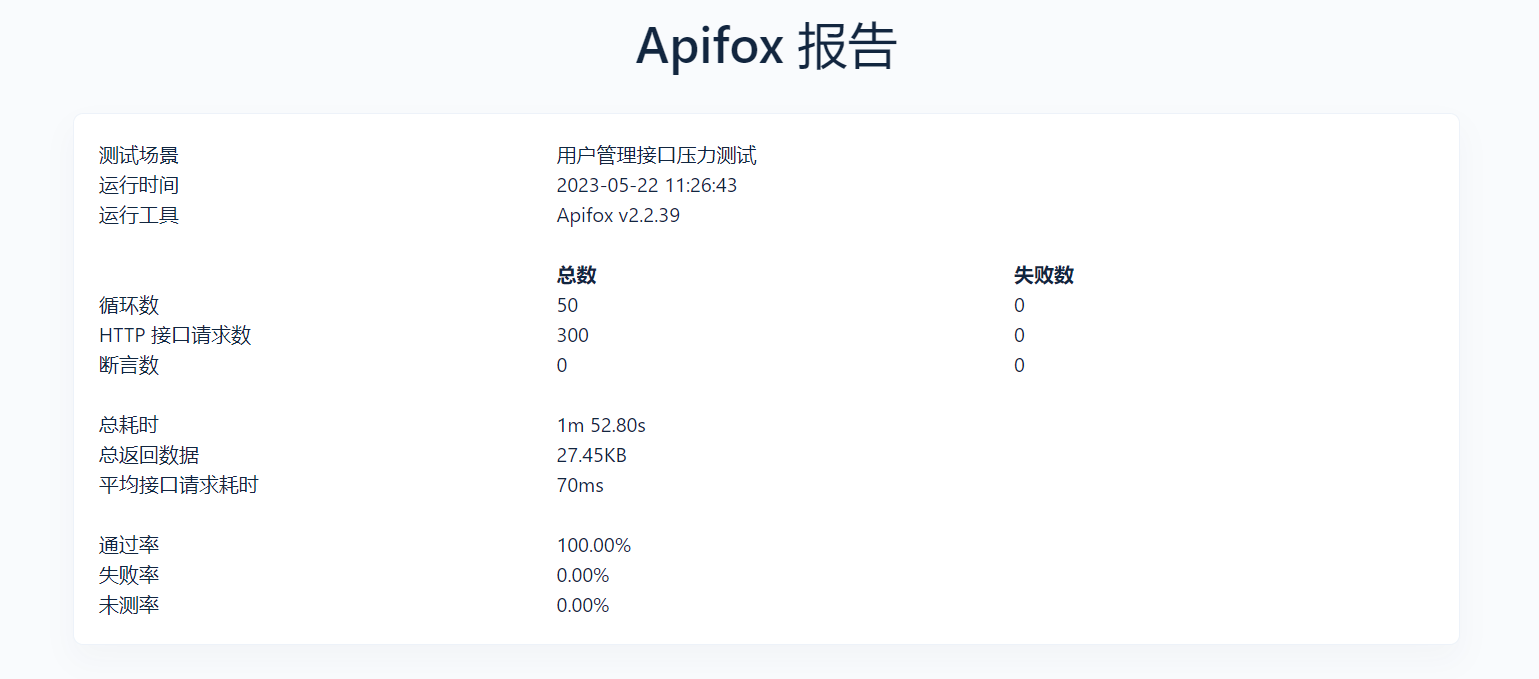 Apifox 报告
测试场景 用户管理接口压力测试
运行时间 2023-05-22 11:26:43
运行工具 Apifox v2.2.39
总数 失败数
循环数 50 0
HTTP 接口请求数 300 0
断言数 0 0
总耗时 1m 52.80s
总返回数据 27.45KB
平均接口请求耗时 70ms
通过率 100.00%
失败率 0.00%
未测率 0.00%